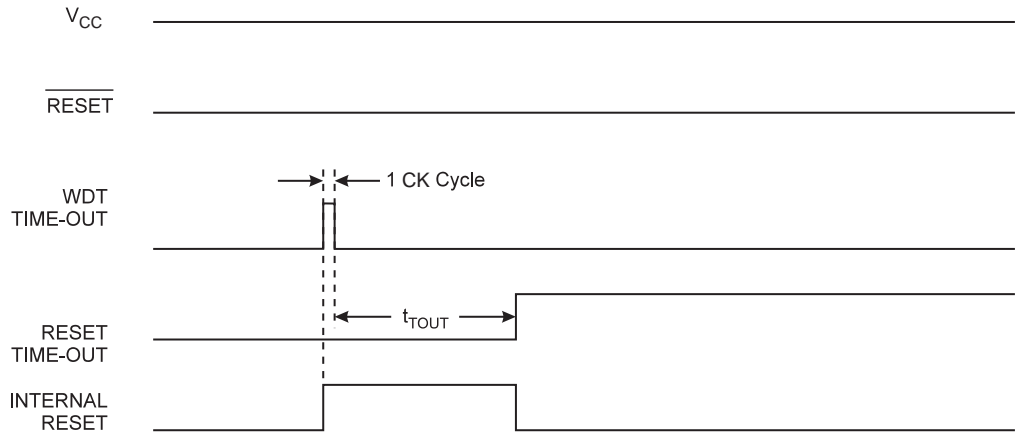 VCC
RESET
1 CK Cycle
WDT
TIME-OUT
tTOUT
RESET
TIME-OUT
INTERNAL
RESET